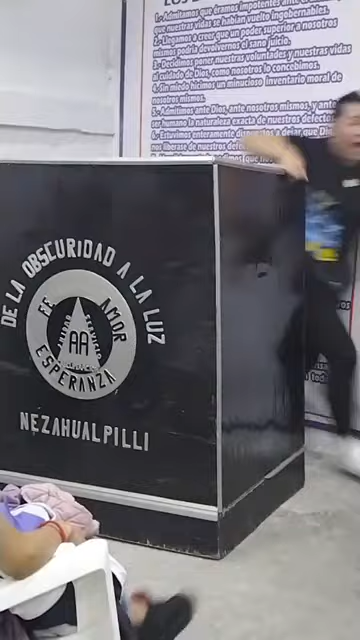 1.- Admitamos que éramos impotentes ante el
que nuestras vidas se habían vuelto ingobernables.
2.- Llegamos a creer que un poder superior a nosotros
mismos podría devolvernos el sano juicio.
3.- Decidimos poner nuestras voluntades y nuestras vidas
al cuidado de Dios, como nosotros lo concebimos.
4.- Sin miedo hicimos un minucioso inventario moral de
nosotros mismos.
5.- Admitimos ante Dios, ante nosotros mismos, y ante
ser humano la naturaleza exacta de nuestros defectos
6.- Estuvimos enteramente dispuestos a dejar que
nos liberase de nuestros
DE LA OBSCURIDAD A LA LUZ
FE AMOR
UNIDAD SERVICIO
AA
ESPERANZA
NEZAHUALPILLI